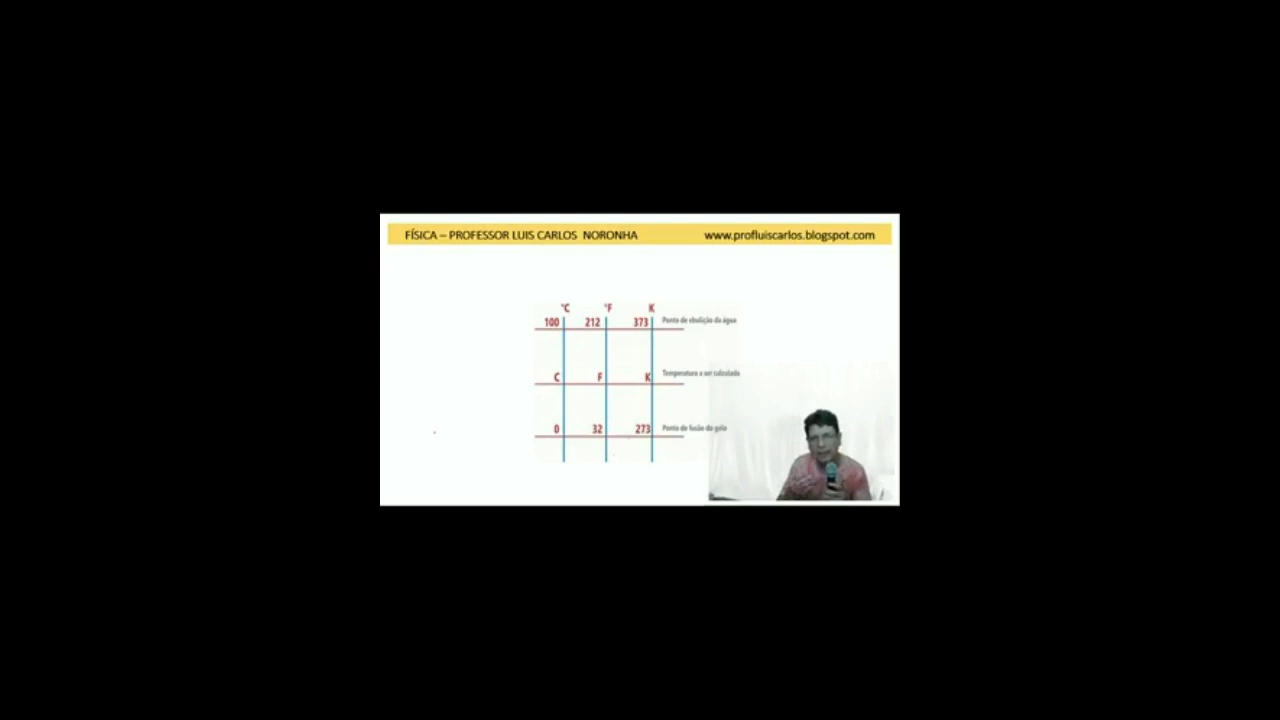 FÍSICA – PROFESSOR LUIS CARLOS NORONHA www.profluiscarlos.blogspot.com
°C °F K
100 212 373 Ponto de ebulição da água
C F K Temperatura a ser calculada
0 32 273 Ponto de fusão do gelo